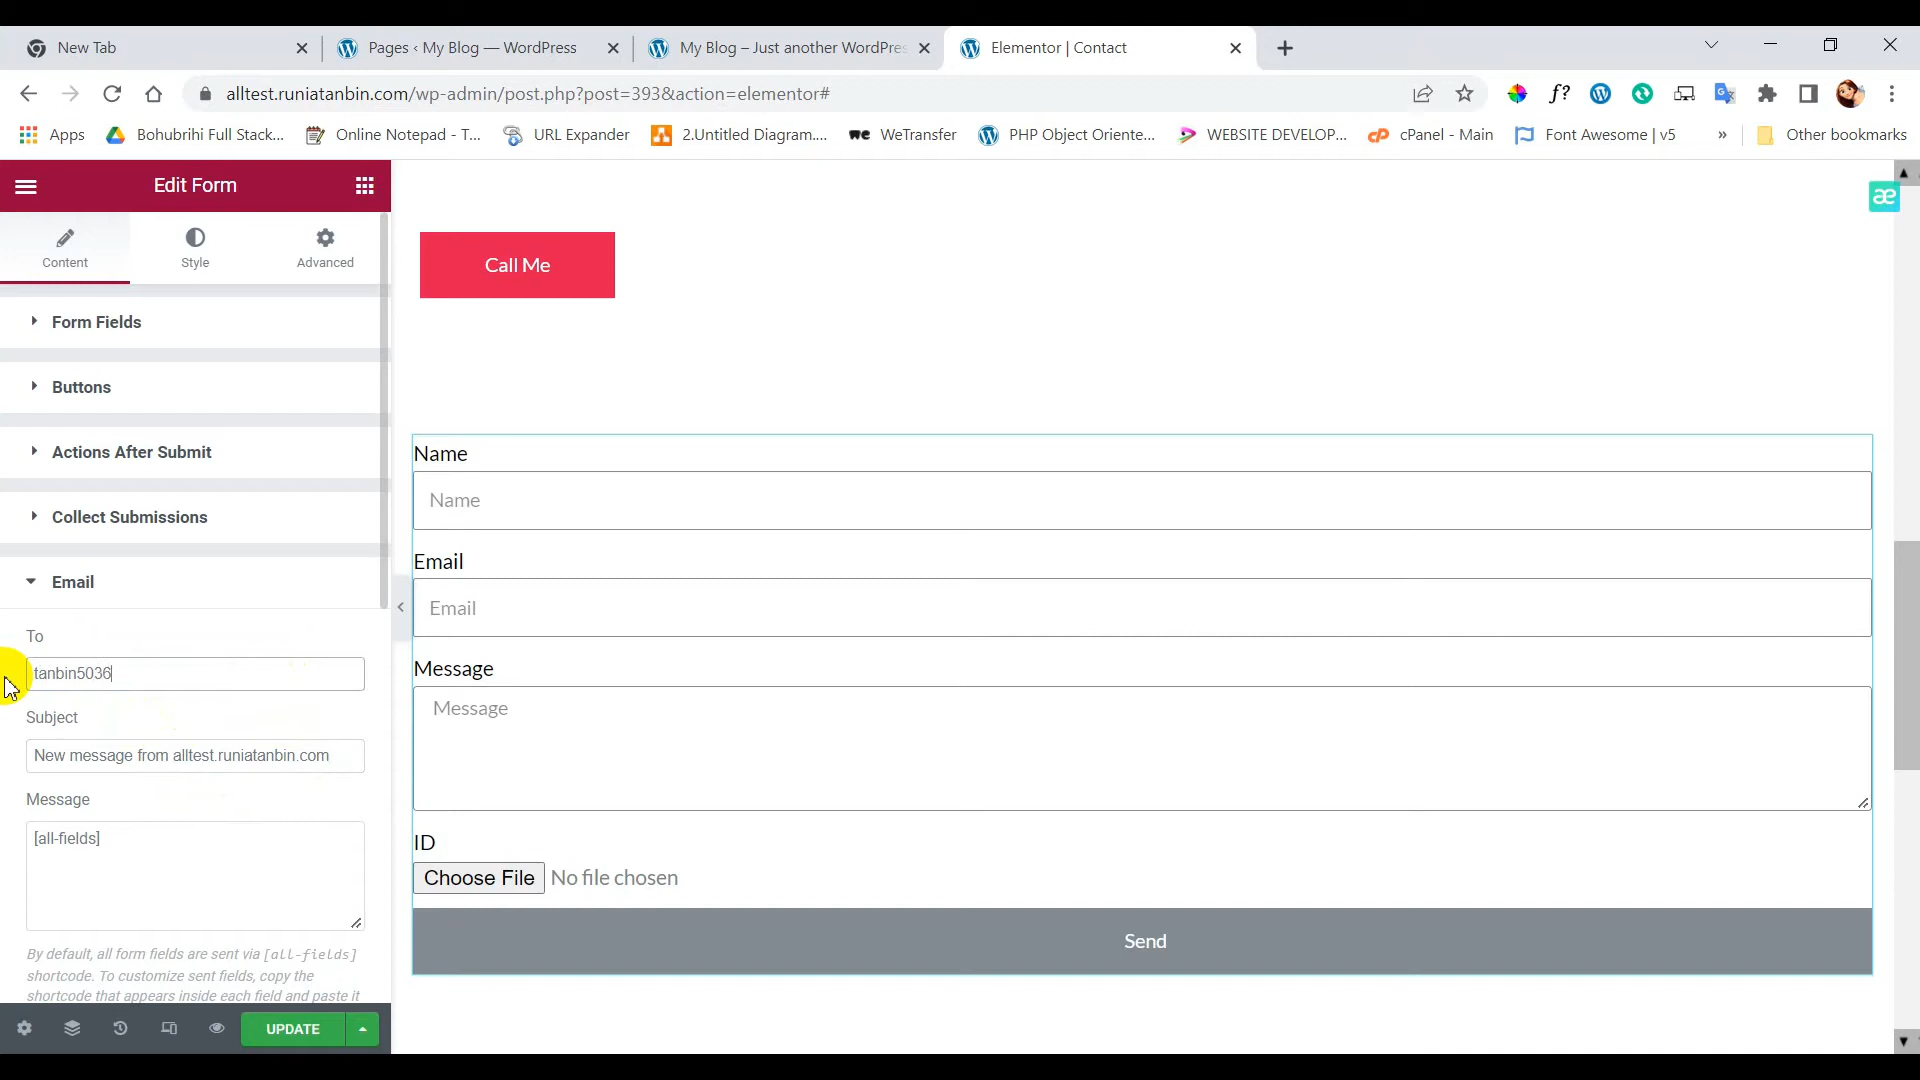 New Tab
Pages ‹ My Blog — WordPress
My Blog – Just another WordPres
Elementor | Contact
alltest.runiatanbin.com/wp-admin/post.php?post=393&action=elementor#
f?
Apps
Bohubrihi Full Stack...
Online Notepad - T...
URL Expander
2.Untitled Diagram....
we WeTransfer
PHP Object Oriente...
WEBSITE DEVELOP...
cP cPanel - Main
Font Awesome | v5
»
Other bookmarks
Edit Form
Content
Style
Advanced
Form Fields
Buttons
Actions After Submit
Collect Submissions
Email
To
tanbin5036
Subject
New message from alltest.runiatanbin.com
Message
[all-fields]
By default, all form fields are sent via [all-fields]
shortcode. To customize sent fields, copy the
shortcode that appears inside each field and paste it
UPDATE
æ
Call Me
Name
Name
Email
Email
Message
Message
ID
Choose File No file chosen
Send